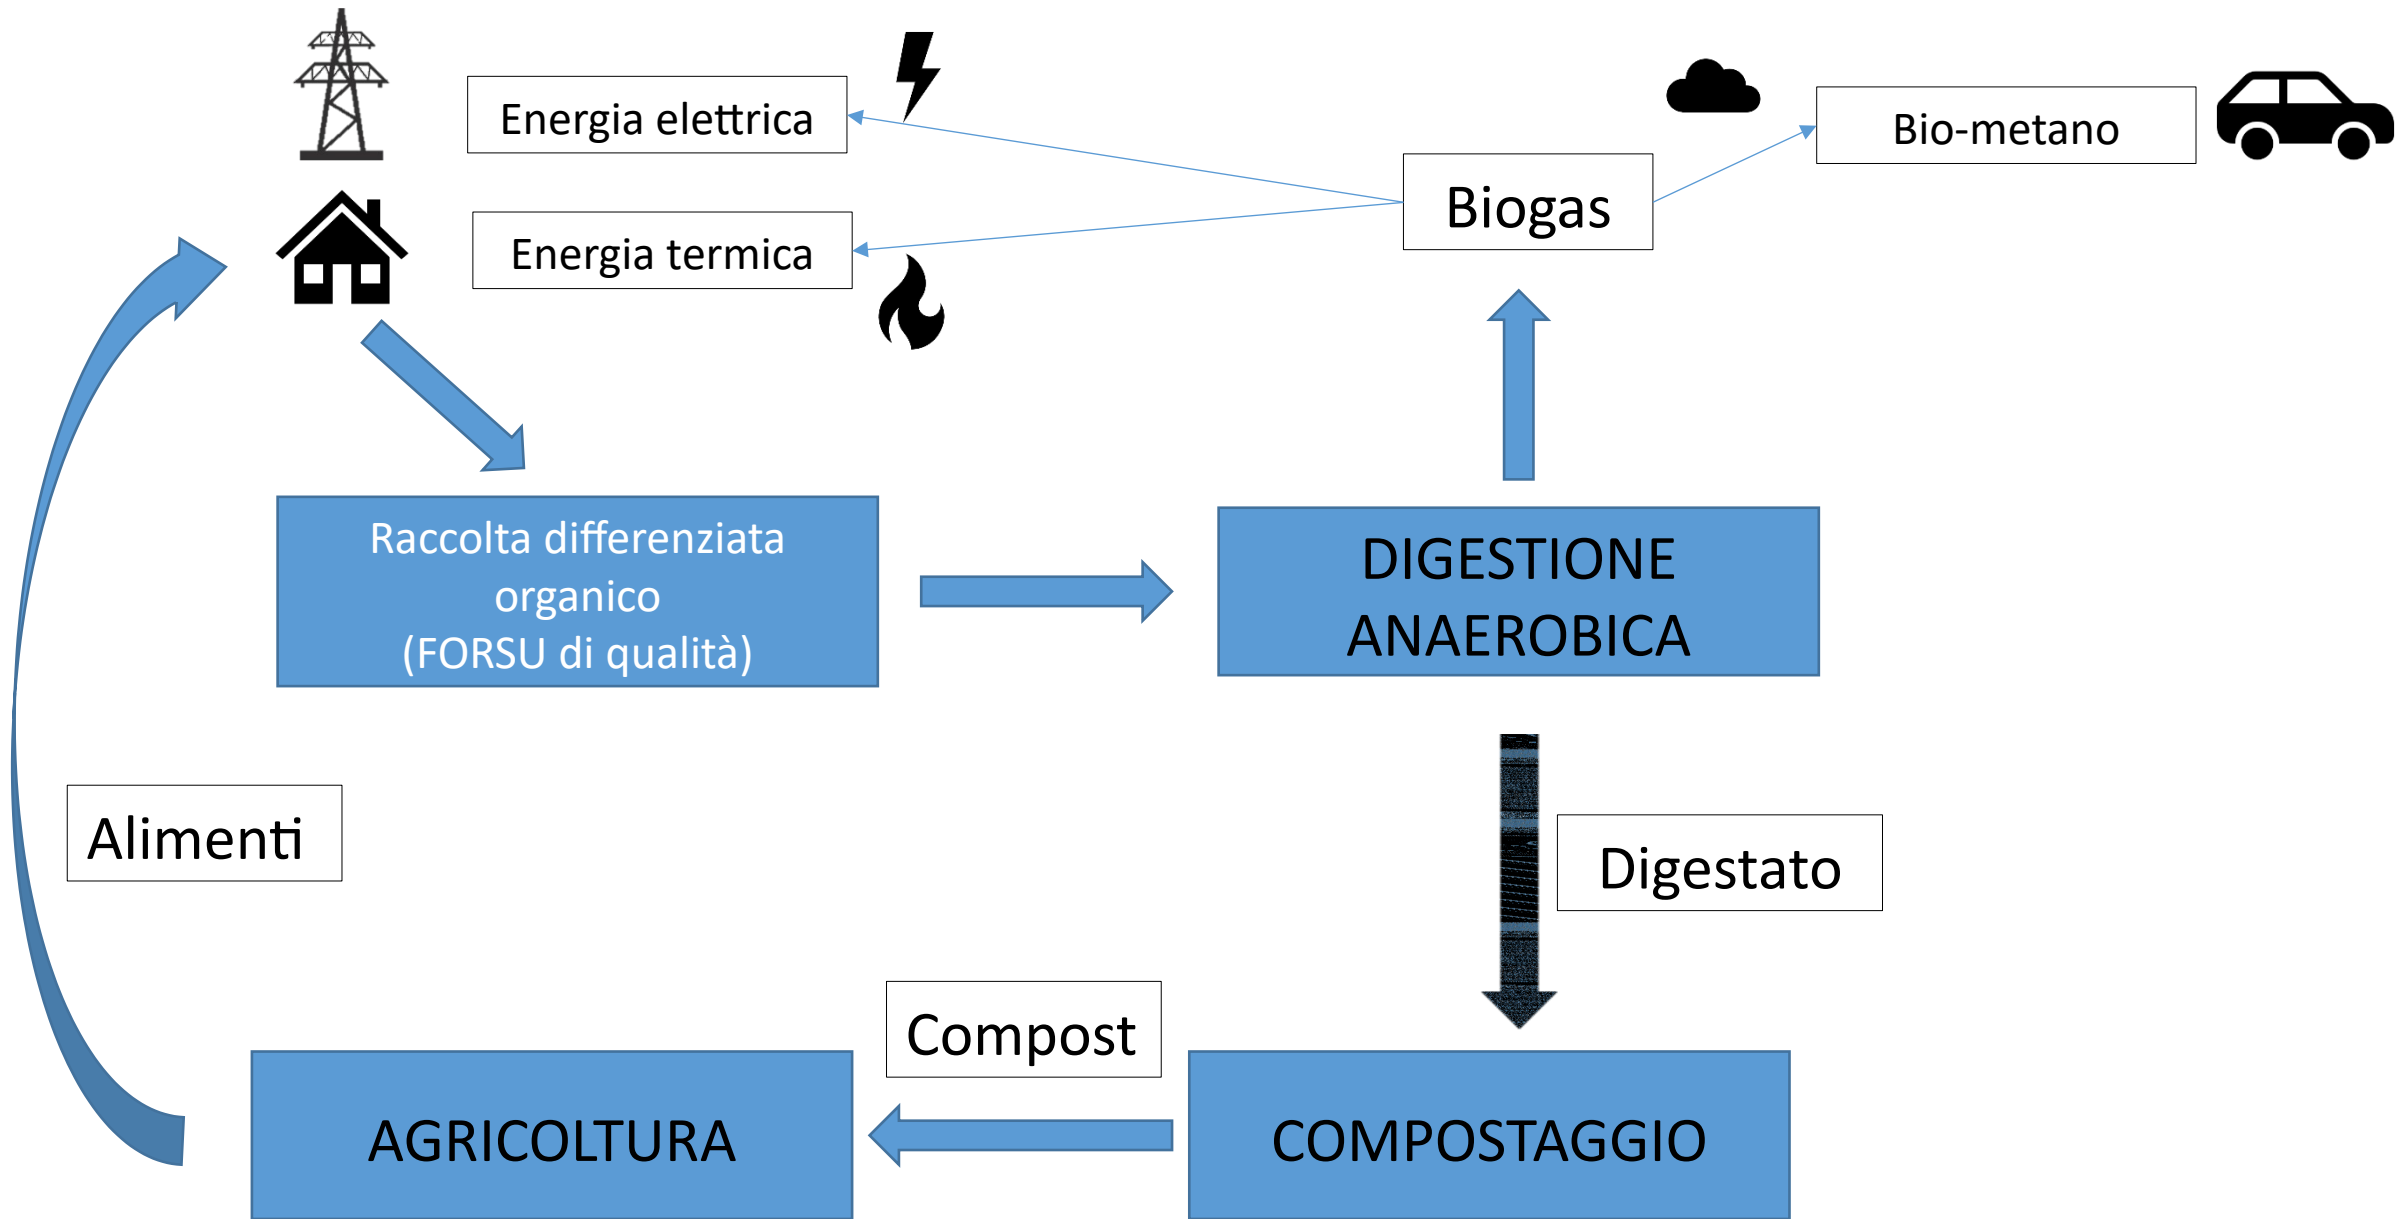 Energia elettrica
Bio-metano
Biogas
Energia termica
Raccolta differenziata
organico
(FORSU di qualità)
DIGESTIONE
ANAEROBICA
Alimenti
Digestato
Compost
AGRICOLTURA
COMPOSTAGGIO